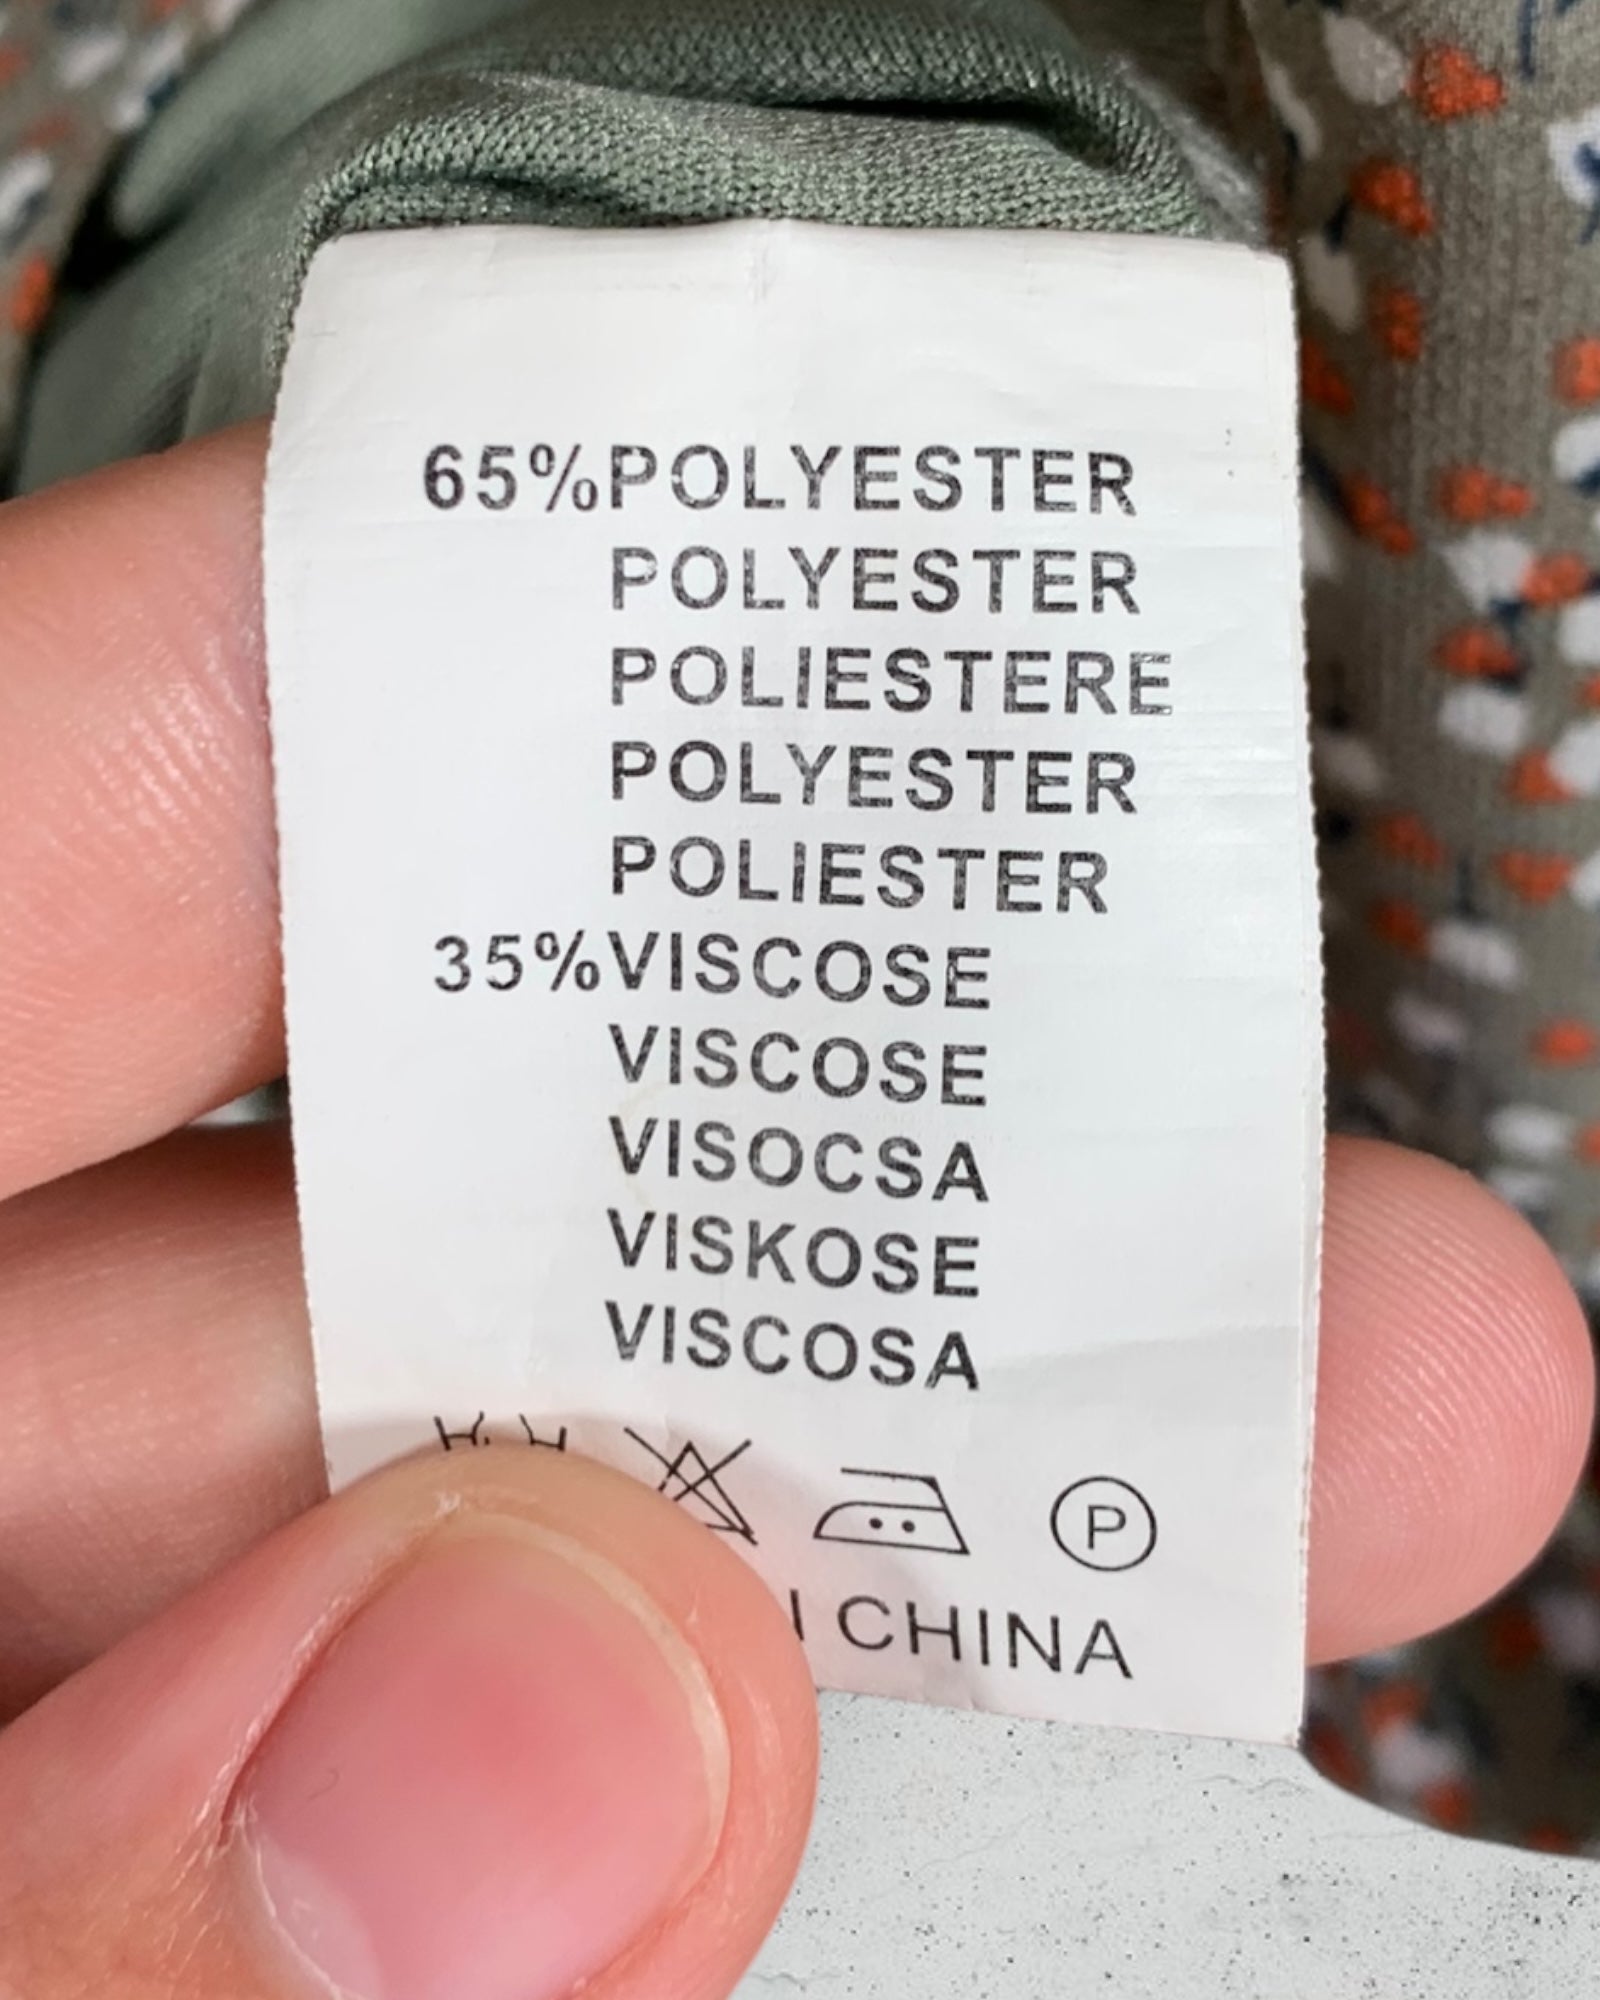 65%POLYESTER
POLYESTER
POLIESTERE
POLYESTER
POLIESTER
35%VISCOSE
VISCOSE
VISOCSA
VISKOSE
VISCOSA
P
CHINA